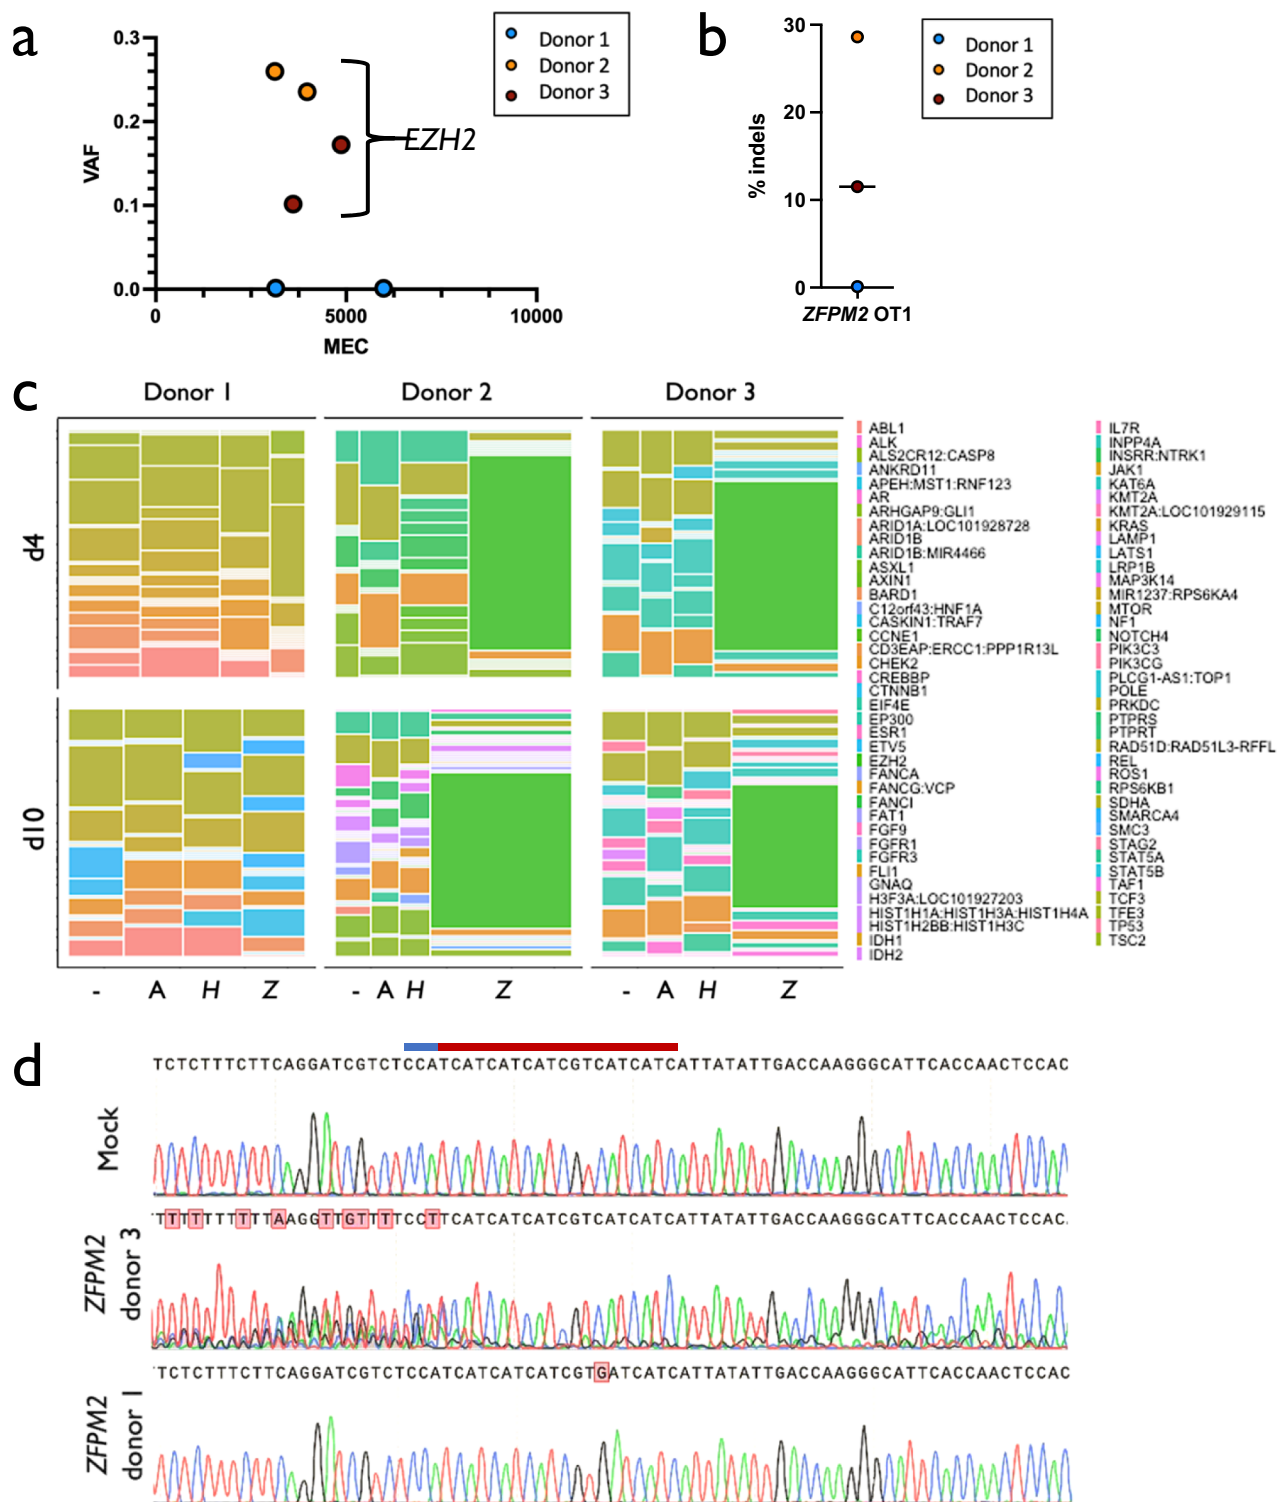 a
0.3
0.2
0.1
0.0
VAF
0
5000
10000
MEC
EZH2
Donor 1
Donor 2
Donor 3
b
30
20
10
0
% indels
ZFPM2 OT1
Donor 1
Donor 2
Donor 3
c
Donor 1
Donor 2
Donor 3
d4
d10
- A H Z
- A H Z
- A H Z
ABL1
ALK
ALS2CR12:CASP8
ANKRD11
APEH:MST1:RNF123
AR
ARHGAP9:GLI1
ARID1A:LOC101928728
ARID1B
ARID1B:MIR4466
ASXL1
AXIN1
BARD1
C12orf43:HNF1A
CASKIN1:TRAF7
CCNE1
CD3EAP:ERCC1:PPP1R13L
CHEK2
CREBBP
CTNNB1
EIF4E
EP300
ESR1
ETV5
EZH2
FANCA
FANCG:VCP
FANCI
FAT1
FGF9
FGFR1
FGFR3
FLI1
GNAQ
H3F3A:LOC101927203
HIST1H1A:HIST1H3A:HIST1H4A
HIST1H2BB:HIST1H3C
IDH1
IDH2
IL7R
INPP4A
INSRR:NTRK1
JAK1
KAT6A
KMT2A
KMT2A:LOC101929115
KRAS
LAMP1
LATS1
LRP1B
MAP3K14
MIR1237:RPS6KA4
MTOR
NF1
NOTCH4
PIK3C3
PIK3CG
PLCG1-AS1:TOP1
POLE
PRKDC
PTPRS
PTPRT
RAD51D:RAD51L3-RFFL
REL
ROS1
RPS6KB1
SDHA
SMARCA4
SMC3
STAG2
STAT5A
STAT5B
TAF1
TCF3
TFE3
TP53
TSC2
d
TCTCTTTCTTCAGGATCGTCTCCATCATCATCATCGTCATCATCATTATATTGACCAAGGGCATTCACCAACTCCAC
Mock
TTTTTTTTTTAAGGTTGTTTTCCTTCATCATCATCGTCATCATCATTATATTGACCAAGGGCATTCACCAACTCCAC
ZFPM2
donor 3
TCTCTTTCTTCAGGATCGTCTCCATCATCATCATCGTGATCATCATTATATTGACCAAGGGCATTCACCAACTCCAC
ZFPM2
donor 1